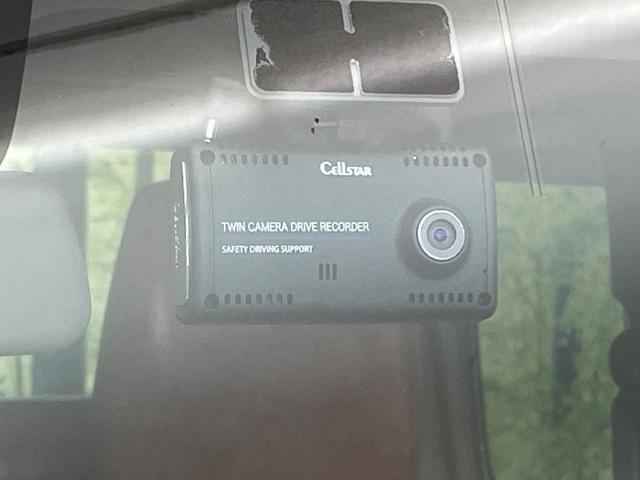 CELLSTAR
TWIN CAMERA DRIVE RECORDER
SAFETY DRIVING SUPPORT